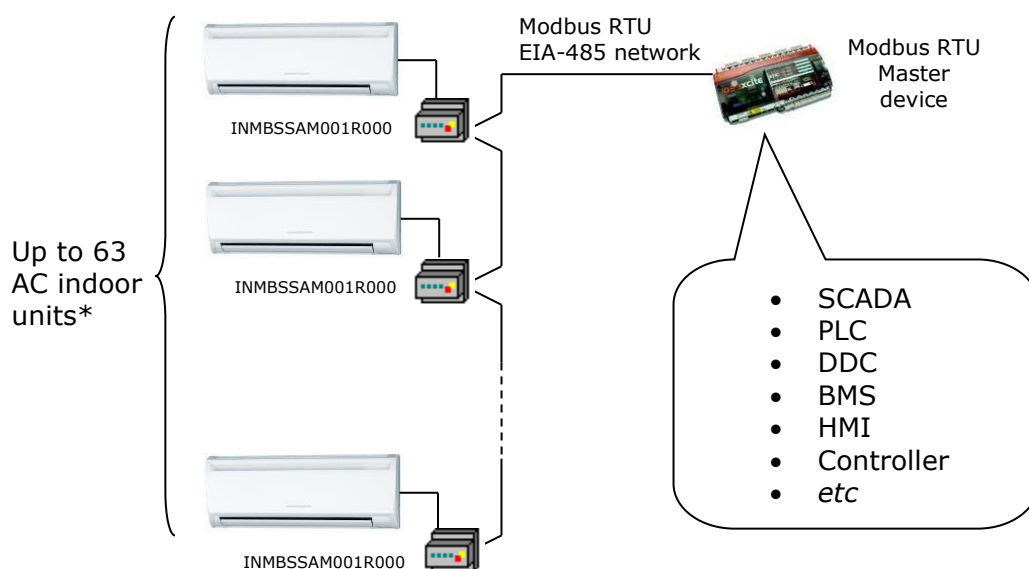 Modbus RTU
EIA-485 network
Modbus RTU
Master
device
INMBSSAM001R000
Up to 63
AC indoor
units*
INMBSSAM001R000
• SCADA
• PLC
• DDC
• BMS
• HMI
• Controller
• etc
INMBSSAM001R000